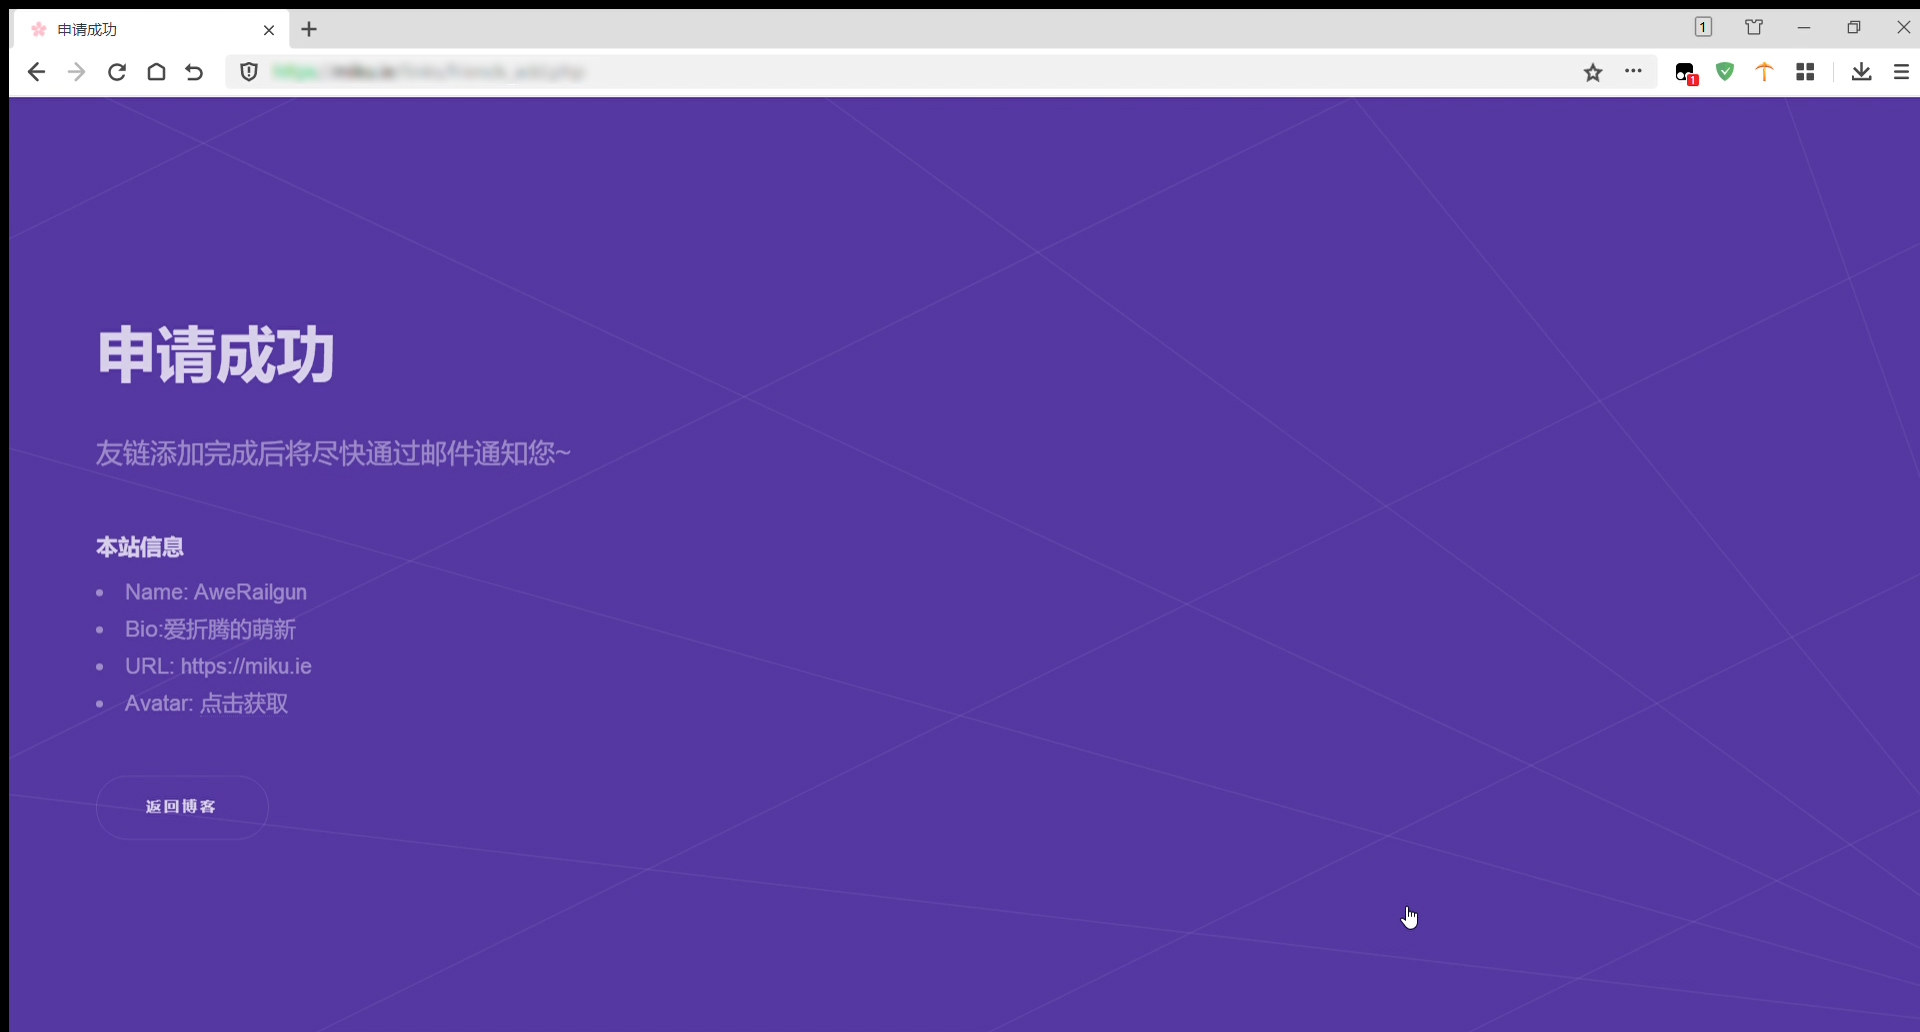 申请成功
1
1
申请成功
友链添加完成后将尽快通过邮件通知您~
本站信息
Name: AweRailgun
Bio:爱折腾的萌新
URL: https://miku.ie
Avatar: 点击获取
返回博客